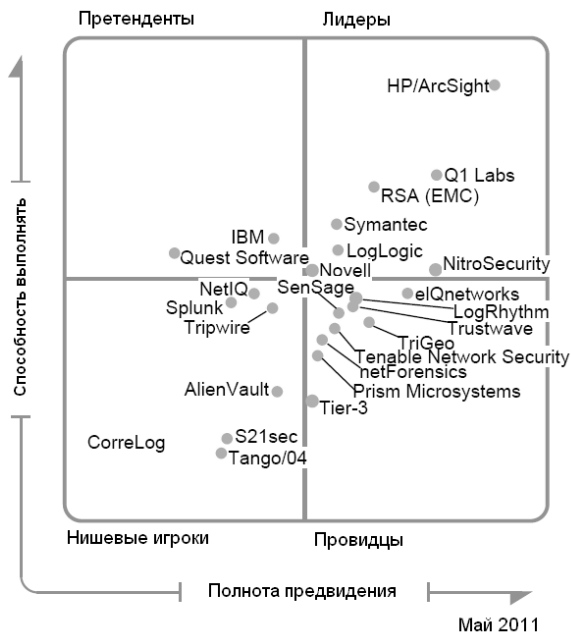 Претенденты
Лидеры
HP/ArcSight
Q1 Labs
RSA (EMC)
Symantec
IBM
LogLogic
Quest Software
Novell
NitroSecurity
SenSage
NetIQ
eIQnetworks
Splunk
LogRhythm
Tripwire
Trustwave
TriGeo
Tenable Network Security
netForensics
AlienVault
Prism Microsystems
Tier-3
CorreLog
S21sec
Tango/04
Способность выполнять
Нишевые игроки
Провидцы
Полнота предвидения
Май 2011